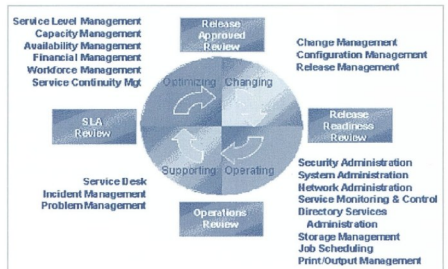 Service Level Management
Capacity Management
Availability Management
Financial Management
Workforce Management
Service Continuity Mgt
Release
Approved
Review
Change Management
Configuration Management
Release Management
Optimizing
Changing
SLA
Review
Release
Readiness
Review
Supporting
Operating
Service Desk
Incident Management
Problem Management
Operations
Review
Security Administration
System Administration
Network Administration
Service Monitoring & Control
Directory Services
Administration
Storage Management
Job Scheduling
Print/Output Management